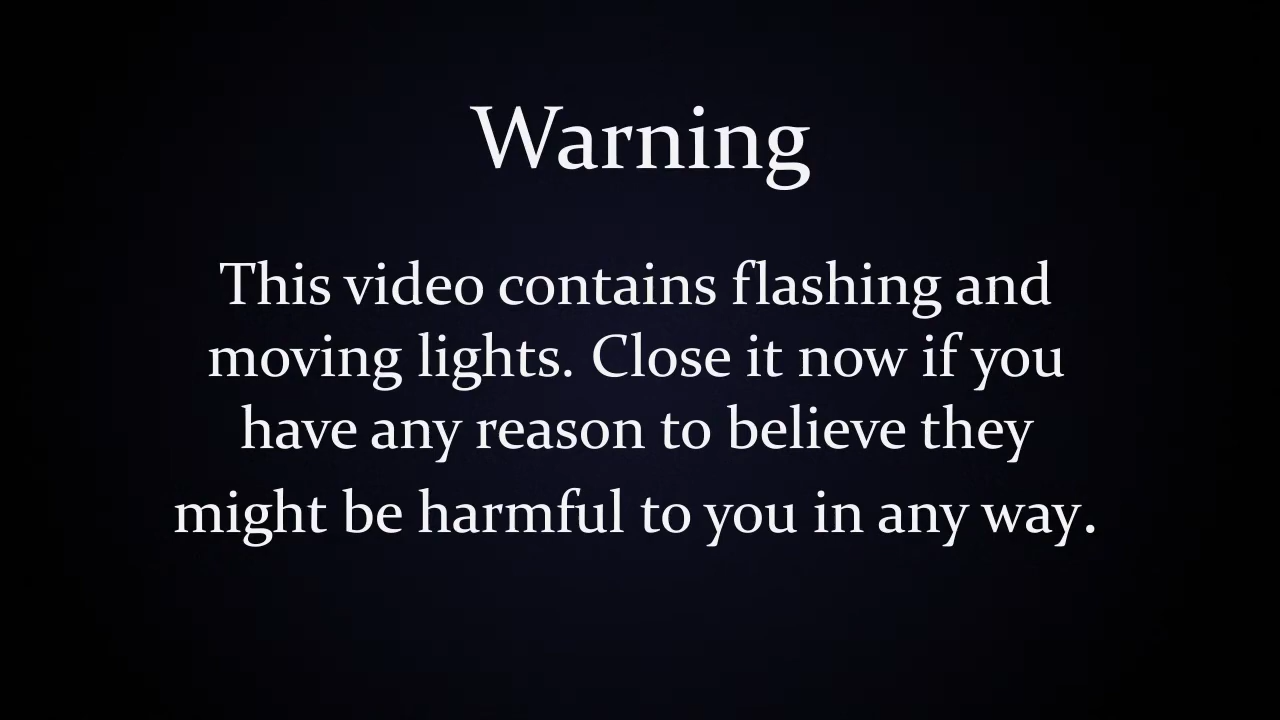 Warning
This video contains flashing and
moving lights. Close it now if you
have any reason to believe they
might be harmful to you in any way.